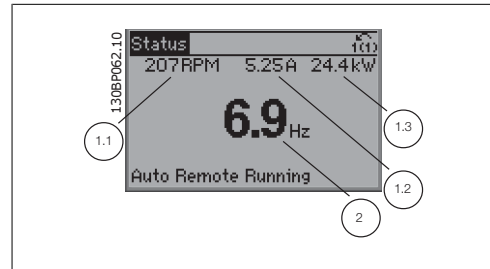 130BP062.10
Status
1(1)
207RPM 5.25A 24.4kW
6.9Hz
Auto Remote Running
1.1
1.3
1.2
2